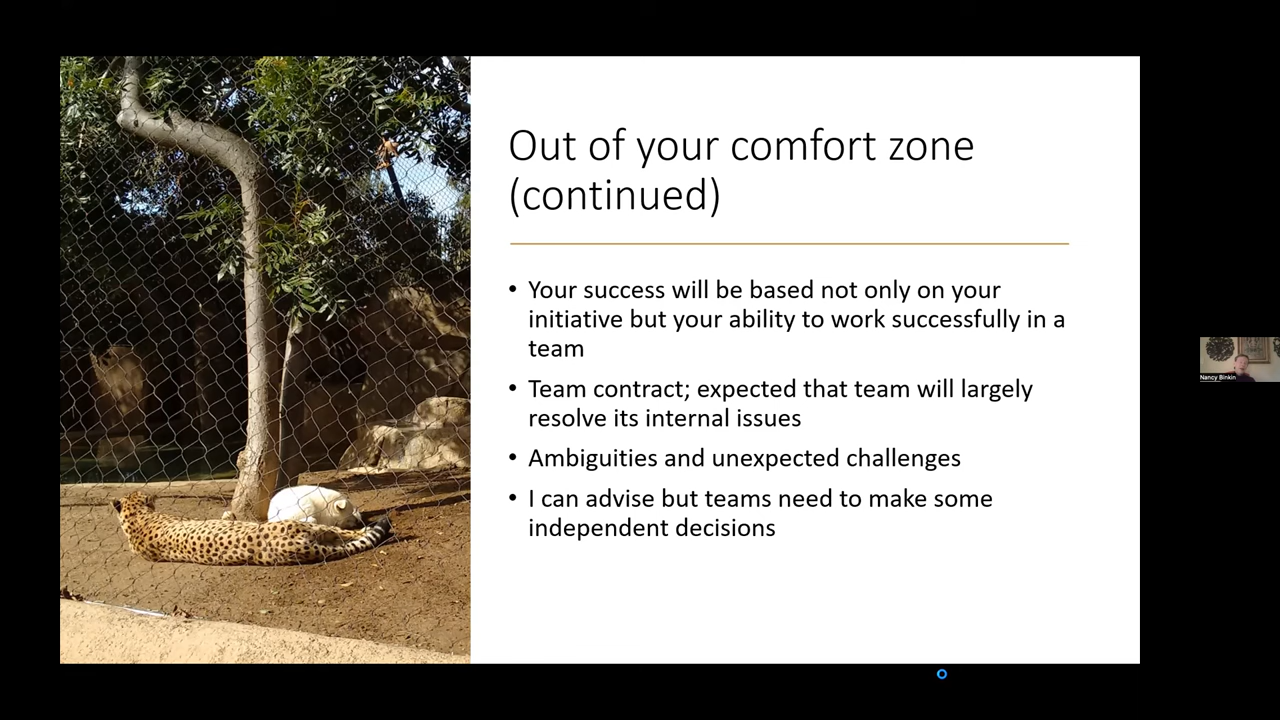 Out of your comfort zone
(continued)
• Your success will be based not only on your
initiative but your ability to work successfully in a
team
• Team contract; expected that team will largely
resolve its internal issues
• Ambiguities and unexpected challenges
• I can advise but teams need to make some
independent decisions
Nancy Binkin